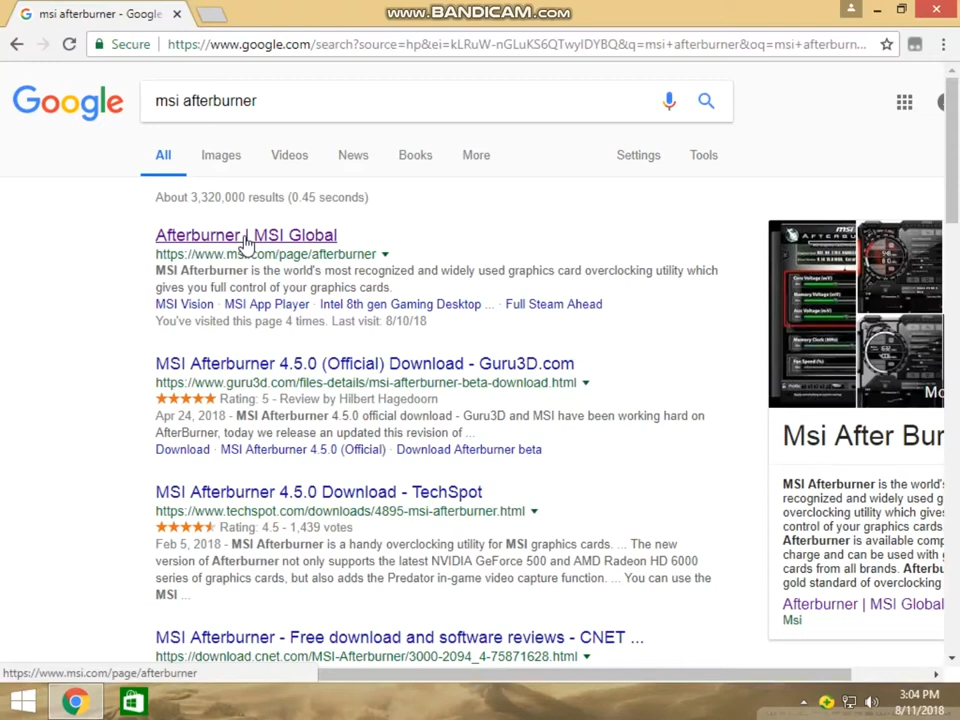 msi afterburner - Google
www.BANDICAM.com
Secure
https://www.google.com/search?source=hp&ei=kLRuW-nGLuKS6QTwyIDYBQ&q=msi+afterburner&oq=msi+afterburn...
Google
msi afterburner
All
Images
Videos
News
Books
More
Settings
Tools
About 3,320,000 results (0.45 seconds)
Afterburner | MSI Global
https://www.msi.com/page/afterburner
MSI Afterburner is the world's most recognized and widely used graphics card overclocking utility which
gives you full control of your graphics cards.
MSI Vision · MSI App Player · Intel 8th gen Gaming Desktop ... · Full Steam Ahead
You've visited this page 4 times. Last visit: 8/10/18
MSI Afterburner 4.5.0 (Official) Download - Guru3D.com
https://www.guru3d.com/files-details/msi-afterburner-beta-download.html
Rating: 5 - Review by Hilbert Hagedoorn
Apr 24, 2018 - MSI Afterburner 4.5.0 official download - Guru3D and MSI have been working hard on
AfterBurner, today we release an updated this revision of ...
Download · MSI Afterburner 4.5.0 (Official) · Download Afterburner beta
MSI Afterburner 4.5.0 Download - TechSpot
https://www.techspot.com/downloads/4895-msi-afterburner.html
Rating: 4.5 - 1,439 votes
Feb 5, 2018 - MSI Afterburner is a handy overclocking utility for MSI graphics cards. ... The new
version of Afterburner not only supports the latest NVIDIA GeForce 500 and AMD Radeon HD 6000
series of graphics cards, but also adds the Predator in-game video capture function. ... You can use the
MSI ...
MSI Afterburner - Free download and software reviews - CNET ...
https://download.cnet.com/MSI-Afterburner/3000-2094_4-75871628.html
Mo
Msi After Bur
MSI Afterburner is the world's
recognized and widely used g
overclocking utility which give
control of your graphics cards
Afterburner is available comp
charge and can be used with
cards from all brands. Afterb
gold standard of overclocking
Afterburner | MSI Global
Msi
https://www.msi.com/page/afterburner
3:04 PM
8/11/2018